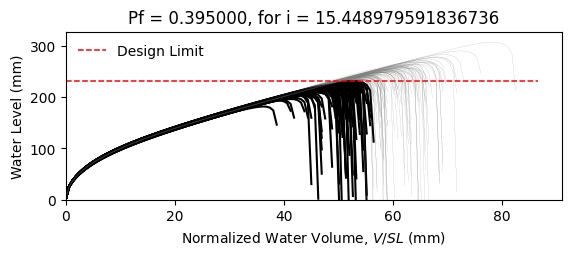 Pf = 0.395000, for i = 15.448979591836736
Design Limit
Water Level (mm)
300
200
100
0
0 20 40 60 80
Normalized Water Volume, V/SL (mm)